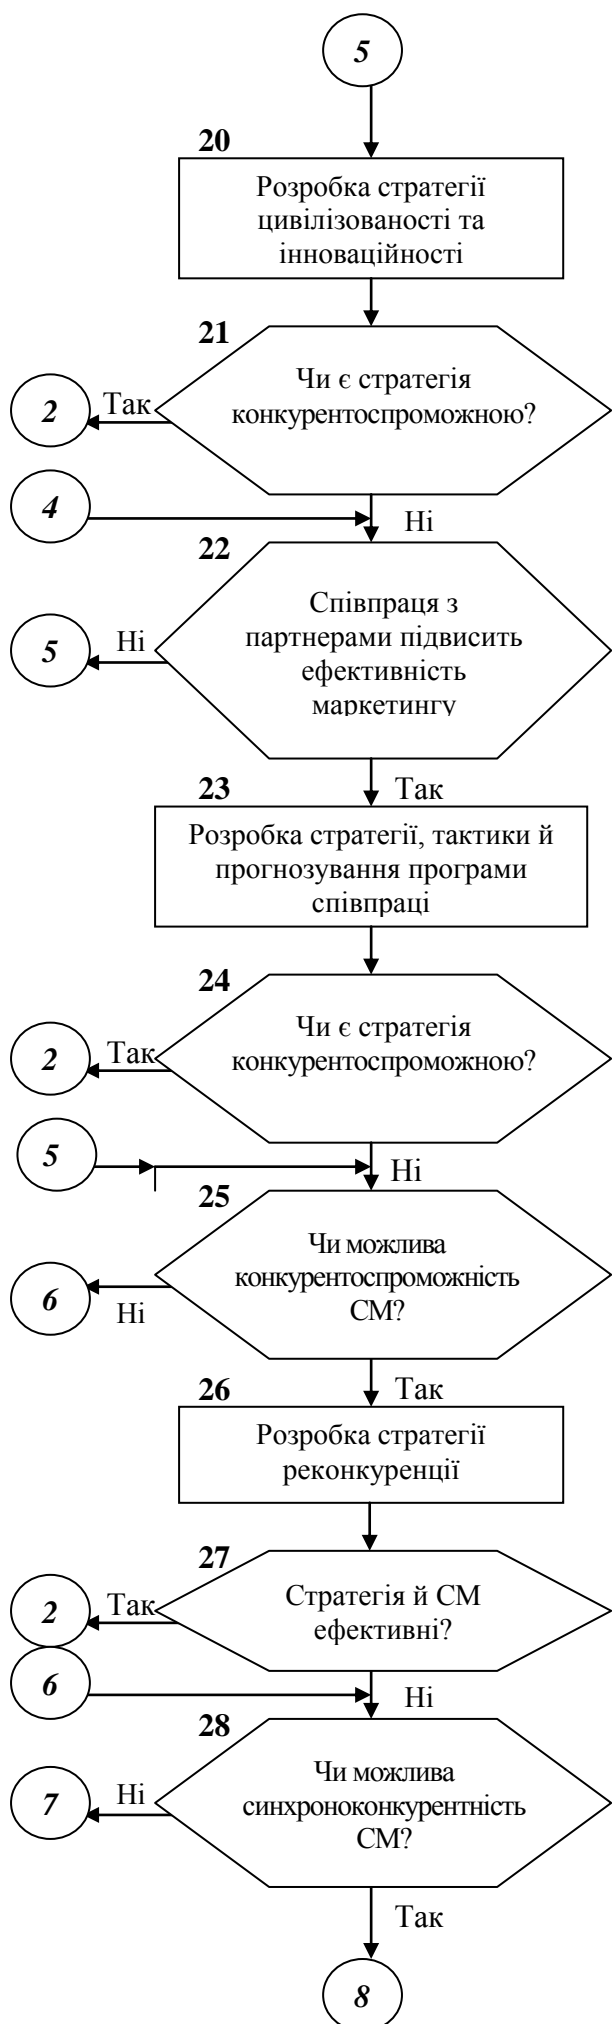 5
20
Розробка стратегії
цивілізованості та
інноваційності
21
Чи є стратегія
конкурентоспроможною?
2
Так
4
Ні
22
Співпраця з
партнерами підвисить
ефективність
маркетингу
5
Ні
Так
23
Розробка стратегії, тактики й
прогнозування програми
співпраці
24
Чи є стратегія
конкурентоспроможною?
2
Так
5
Ні
25
Чи можлива
конкурентоспроможність
СМ?
6
Ні
Так
26
Розробка стратегії
реконкуренції
27
Стратегія й СМ
ефективні?
2
Так
6
Ні
28
Чи можлива
синхроноконкурентність
СМ?
7
Ні
Так
8